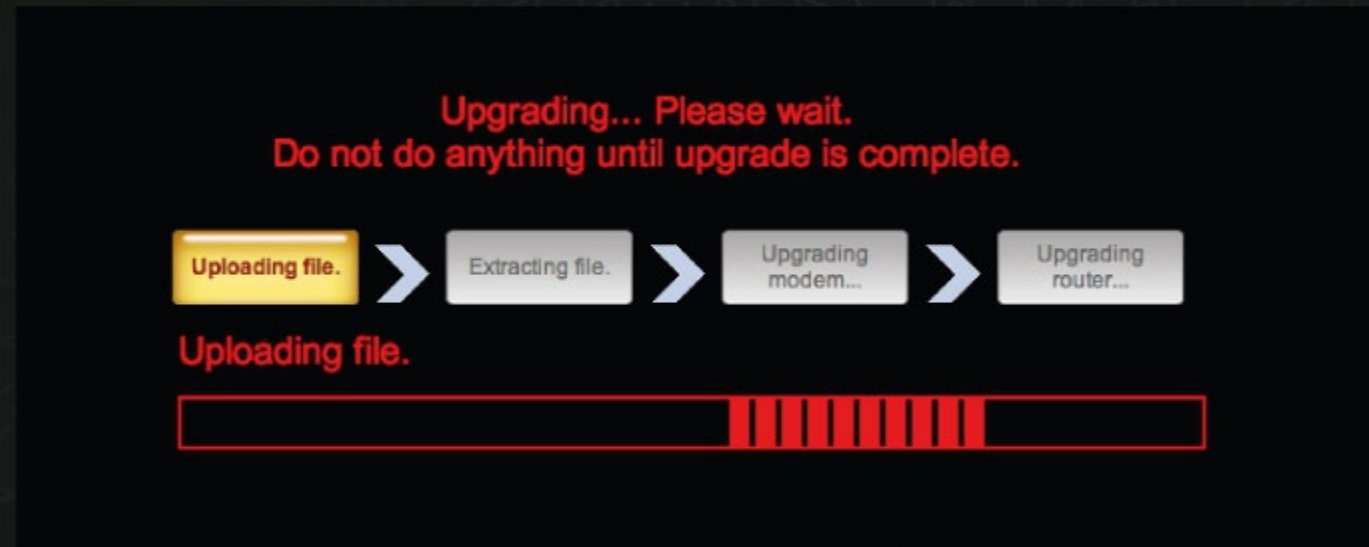 Upgrading... Please wait.
Do not do anything until upgrade is complete.
Uploading file.
Extracting file.
Upgrading
modem...
Upgrading
router...
Uploading file.